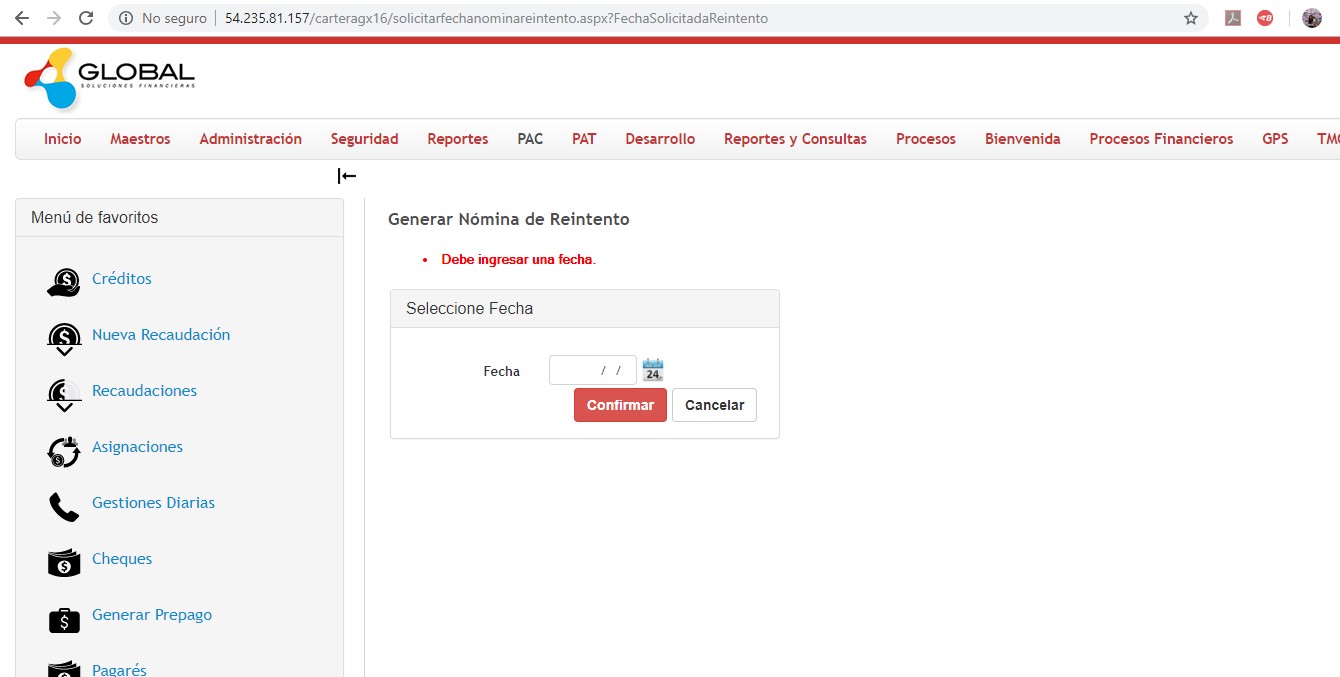 No seguro
54.235.81.157/carteragx16/solicitarfechanominareintento.aspx?FechaSolicitadaReintento
GLOBAL
SOLUCIONES FINANCIERAS
Inicio Maestros Administración Seguridad Reportes PAC PAT Desarrollo Reportes y Consultas Procesos Bienvenida Procesos Financieros GPS TMO
Menú de favoritos
Créditos
Nueva Recaudación
Recaudaciones
Asignaciones
Gestiones Diarias
Cheques
Generar Prepago
Pagarés
Generar Nómina de Reintento
• Debe ingresar una fecha.
Seleccione Fecha
Fecha / / 24
Confirmar Cancelar